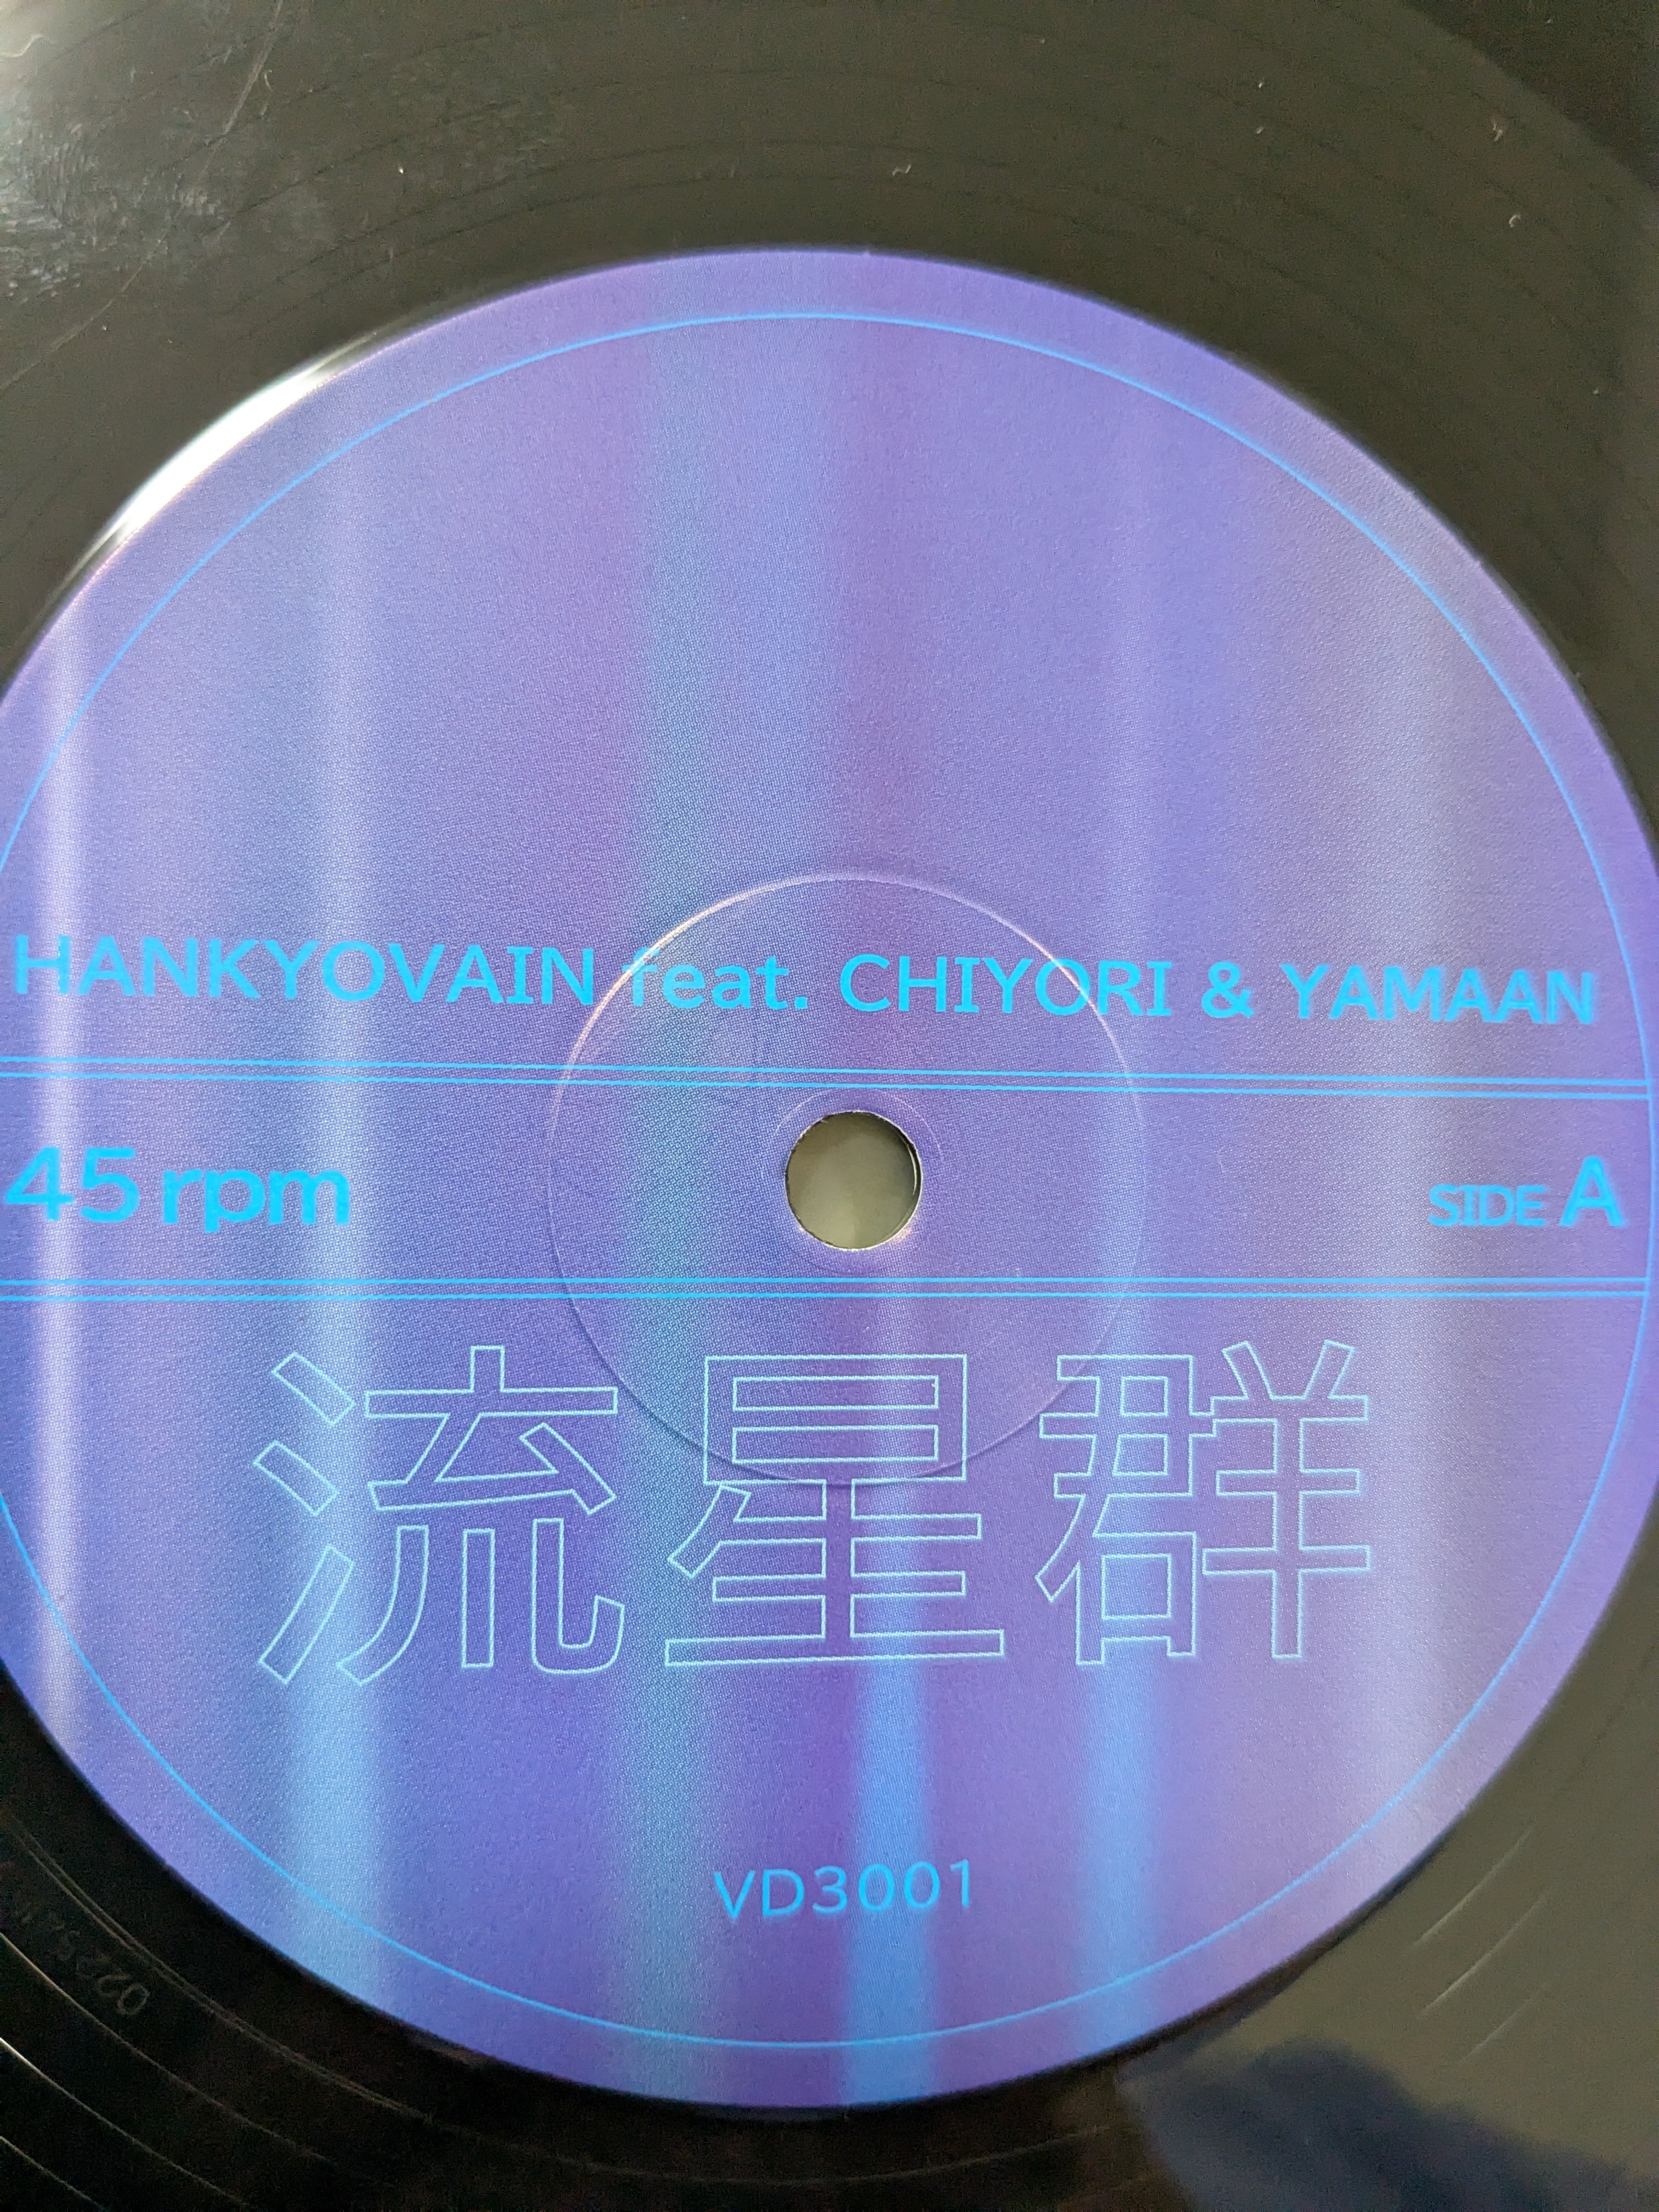 HANKYOVAIN feat. CHIYORI & YAMAAN
45 rpm
SIDE A
流星群
VD3001